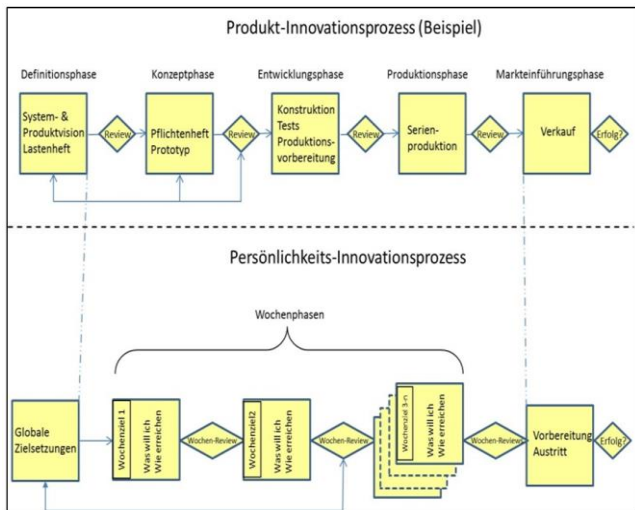 Produkt-Innovationsprozess (Beispiel)
Definitionsphase
Konzeptphase
Entwicklungsphase
Produktionsphase
Markteinführungsphase
System- &
Produktvision
Lastenheft
Review
Pflichtenheft
Prototyp
Review
Konstruktion
Tests
Produktions-
vorbereitung
Review
Serien-
produktion
Review
Verkauf
Erfolg?
Persönlichkeits-Innovationsprozess
Wochenphasen
Globale
Zielsetzungen
Wochenziel 1
Was will ich
Wie erreichen
Wochen-Review
Wochenziel2
Was will ich
Wie erreichen
Wochen-Review
Wochenziel 3-n
Was will ich
Wie erreichen
Wochen-Review
Vorbereitung
Austritt
Erfolg?